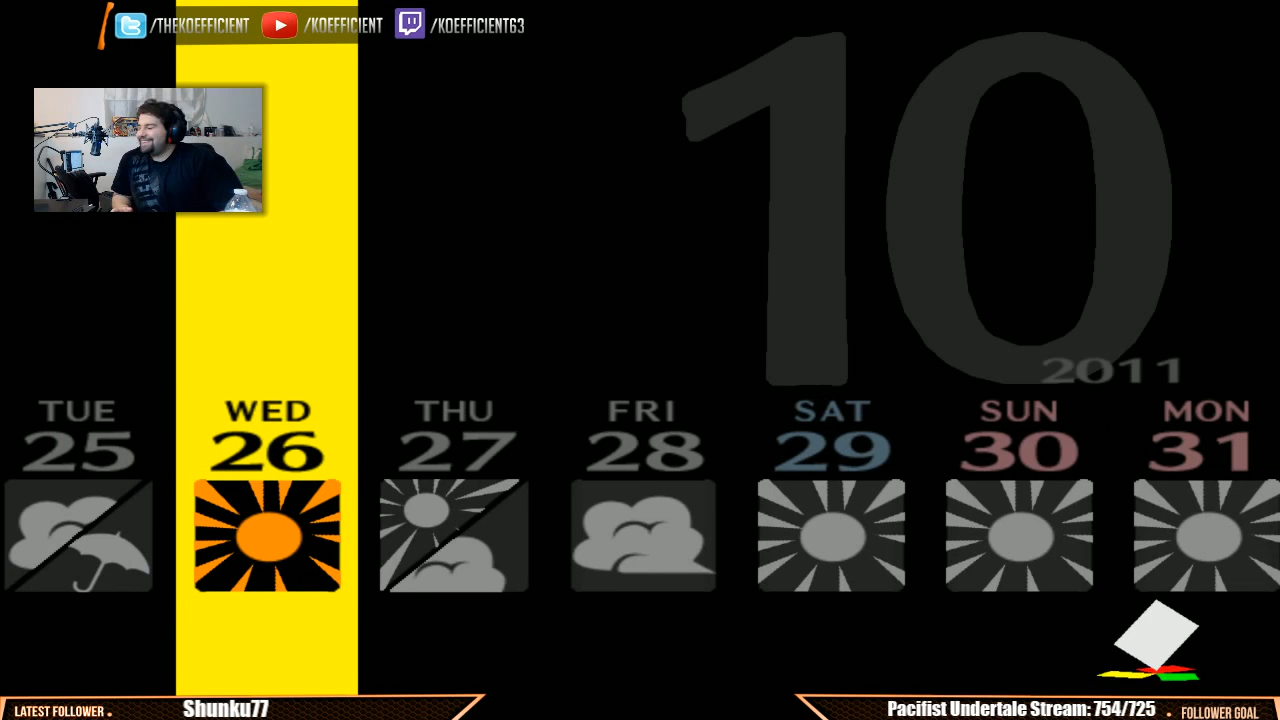 /THEKOEFFICIENT /KOEFFICIENT /KOEFFICIENT63
10
2011
TUE WED THU FRI SAT SUN MON
25 26 27 28 29 30 31
LATEST FOLLOWER Shunku77 Pacifist Undertale Stream: 754/725 FOLLOWER GOAL